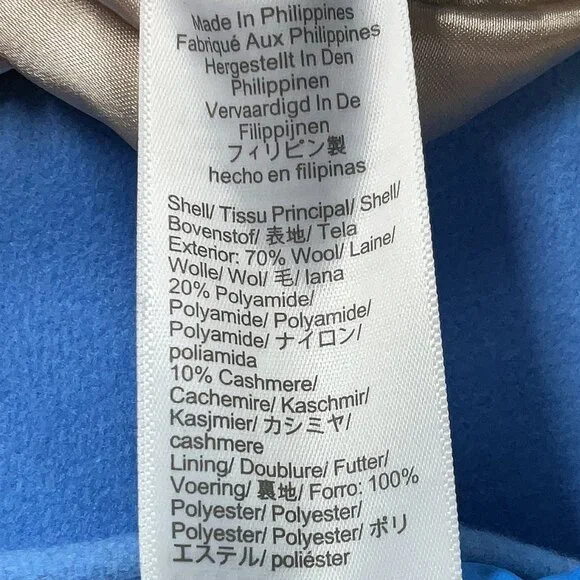 Made In Philippines
Fabriqué Aux Philippines
Hergestellt In Den
Philippinen
Vervaardigd In De
Filippijnen
フィリピン製
hecho en filipinas
Shell/ Tissu Principal/ Shell/
Bovenstof/ 表地/ Tela
Exterior: 70% Wool/ Laine/
Wolle/ Wol/ 毛/ lana
20% Polyamide/
Polyamide/ Polyamide/
Polyamide/ ナイロン/
poliamida
10% Cashmere/
Cachemire/ Kaschmir/
Kasjmier/ カシミヤ/
cashmere
Lining/ Doublure/ Futter/
Voering/ 裏地/ Forro: 100%
Polyester/ Polyester/
Polyester/ Polyester/ ポリ
エステル/ poliéster